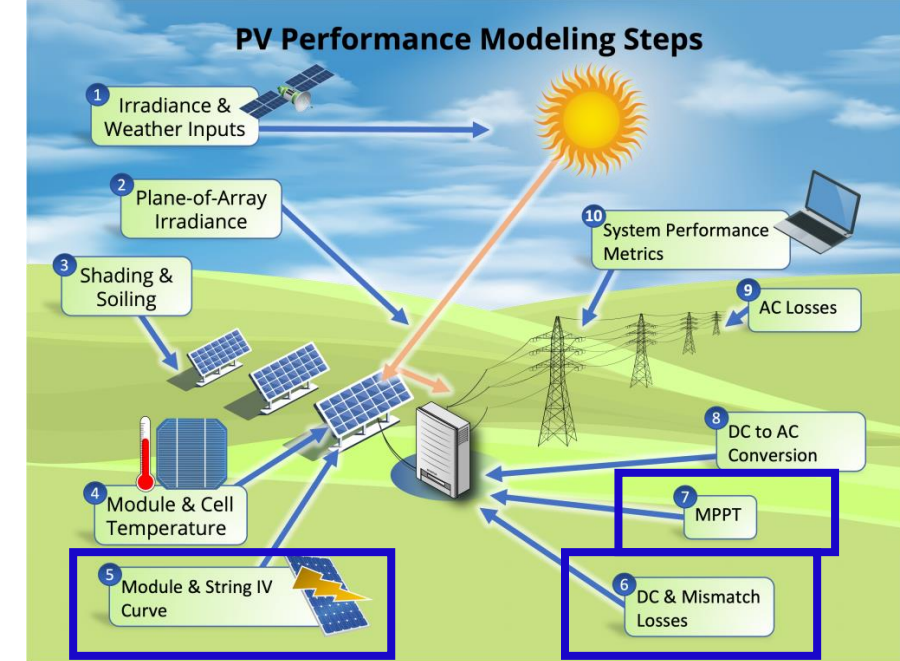 PV Performance Modeling Steps
1
Irradiance &
Weather Inputs
2
Plane-of-Array
Irradiance
3
Shading &
Soiling
4
Module & Cell
Temperature
5
Module & String IV
Curve
6
DC & Mismatch
Losses
7
MPPT
8
DC to AC
Conversion
9
AC Losses
10
System Performance
Metrics